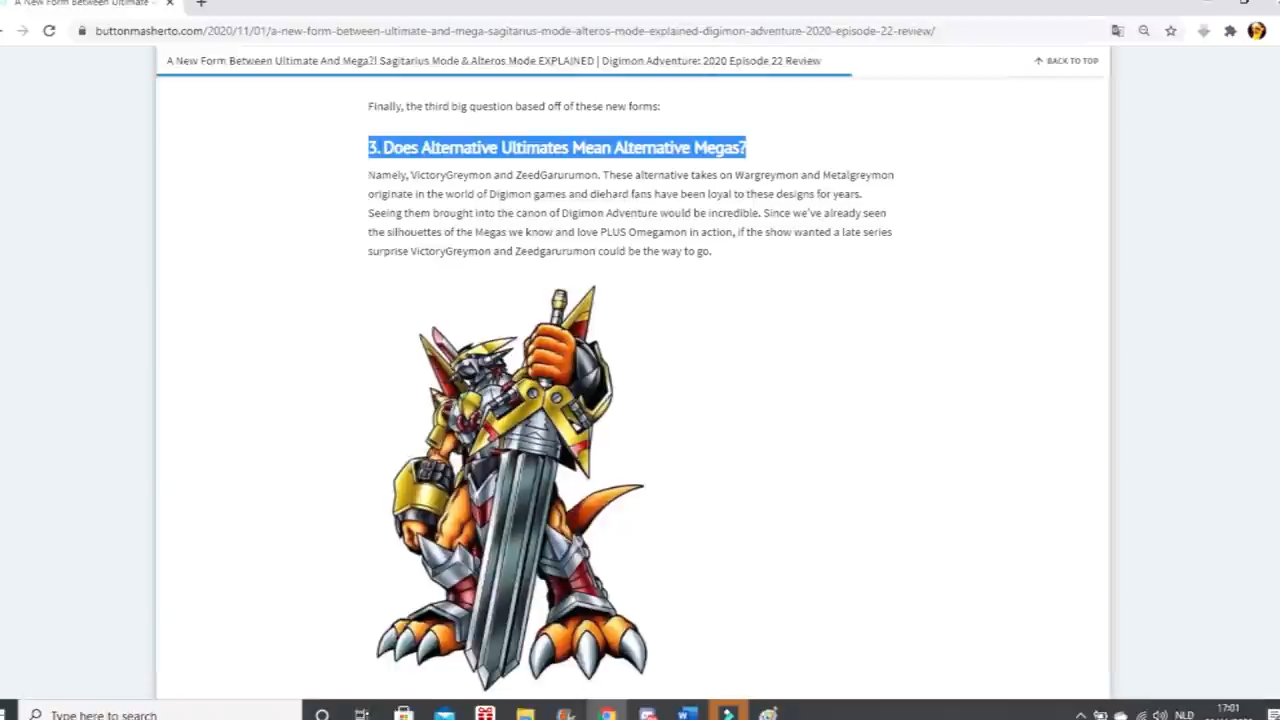 A New Form Between Ultimate -
buttonmasherto.com/2020/11/01/a-new-form-between-ultimate-and-mega-sagitarius-mode-alteros-mode-explained-digimon-adventure-2020-episode-22-review/
A New Form Between Ultimate And Mega?! Sagitarius Mode & Alteros Mode EXPLAINED | Digimon Adventure: 2020 Episode 22 Review
BACK TO TOP
Finally, the third big question based off of these new forms:
3. Does Alternative Ultimates Mean Alternative Megas?
Namely, VictoryGreymon and ZeedGarurumon. These alternative takes on Wargreymon and Metalgreymon
originate in the world of Digimon games and diehard fans have been loyal to these designs for years.
Seeing them brought into the canon of Digimon Adventure would be incredible. Since we've already seen
the silhouettes of the Megas we know and love PLUS Omegamon in action, if the show wanted a late series
surprise VictoryGreymon and Zeedgarurumon could be the way to go.
Type here to search
NLD
17:01